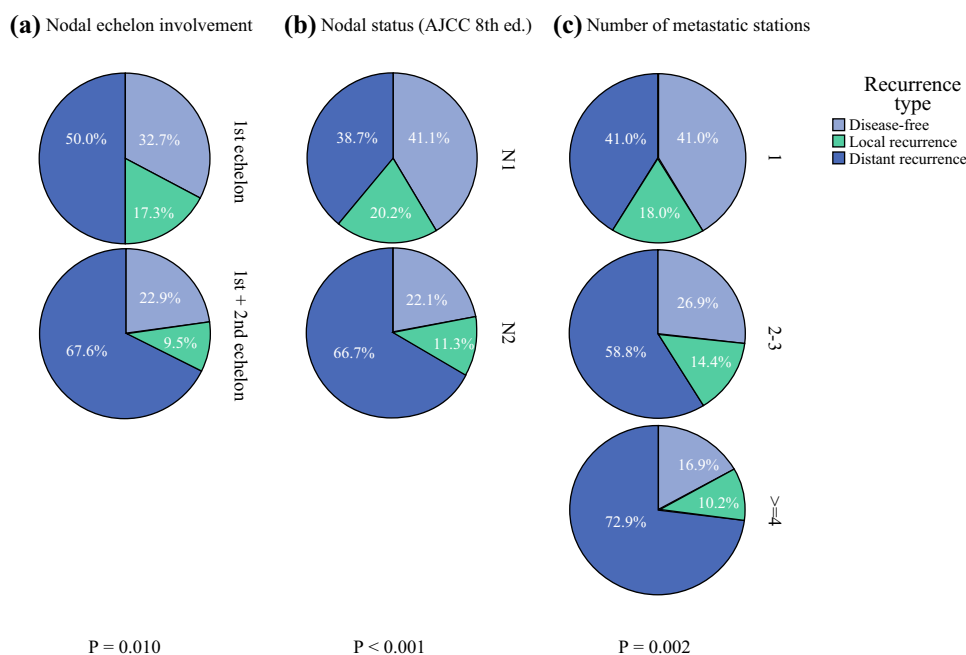 (a) Nodal echelon involvement
50.0%
32.7%
17.3%
1st echelon
22.9%
9.5%
67.6%
1st + 2nd echelon
P = 0.010
(b) Nodal status (AJCC 8th ed.)
38.7%
41.1%
20.2%
N1
22.1%
11.3%
66.7%
N2
P < 0.001
(c) Number of metastatic stations
41.0%
41.0%
18.0%
1
26.9%
58.8%
14.4%
2-3
16.9%
10.2%
72.9%
>=4
P = 0.002
Recurrence
type
Disease-free
Local recurrence
Distant recurrence